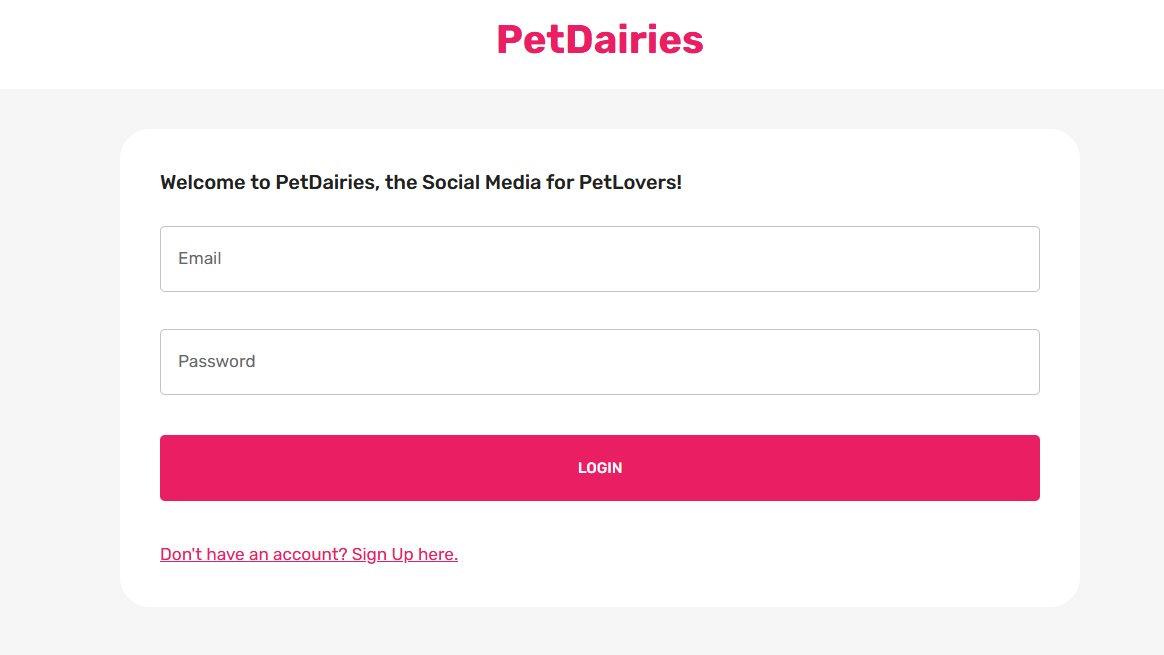 PetDairies
Welcome to PetDairies, the Social Media for PetLovers!
Email
Password
LOGIN
Don't have an account? Sign Up here.